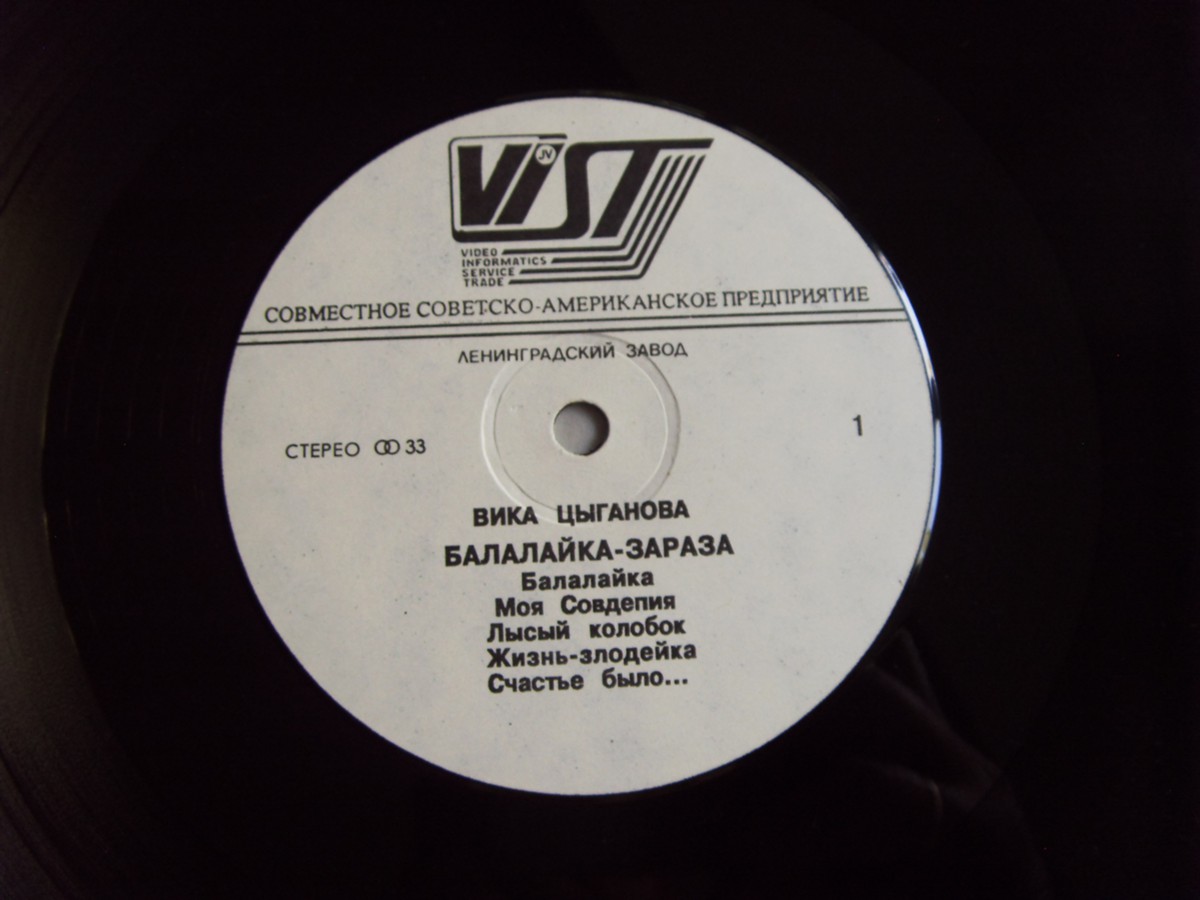 VIST
JV
VIDEO
INFORMATICS
SERVICE
TRADE
СОВМЕСТНОЕ СОВЕТСКО-АМЕРИКАНСКОЕ ПРЕДПРИЯТИЕ
ЛЕНИНГРАДСКИЙ ЗАВОД
СТЕРЕО 33
1
ВИКА ЦЫГАНОВА
БАЛАЛАЙКА-ЗАРАЗА
Балалайка
Моя Совдепия
Лысый колобок
Жизнь-злодейка
Счастье было...